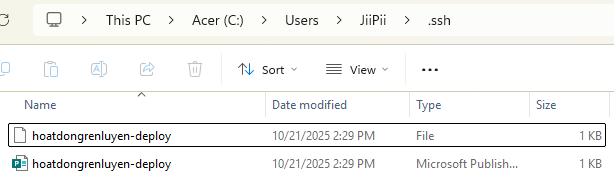 This PC > Acer (C:) > Users > JiiPii > .ssh
Sort View ...
Name Date modified Type Size
hoatdongrenluyen-deploy 10/21/2025 2:29 PM File 1 KB
hoatdongrenluyen-deploy 10/21/2025 2:29 PM Microsoft Publish... 1 KB